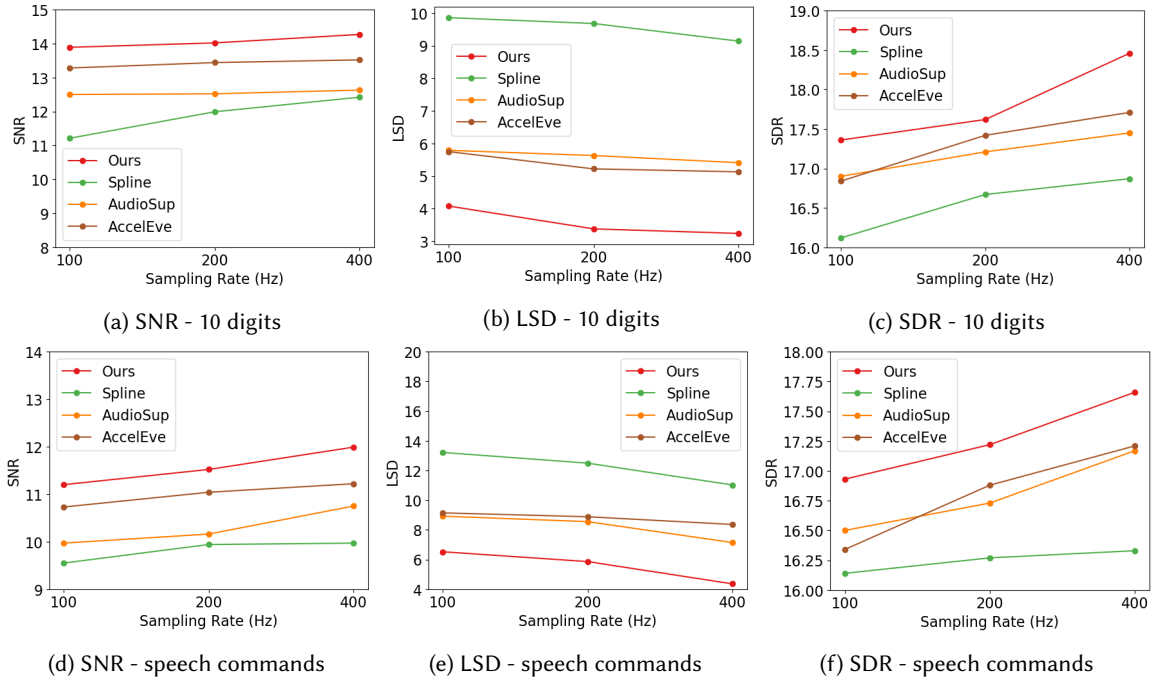 15
14
13
12
11
10
9
8
SNR
Ours
Spline
AudioSup
AccelEve
100 200 400
Sampling Rate (Hz)
(a) SNR - 10 digits
10
9
8
7
6
5
4
3
LSD
Ours
Spline
AudioSup
AccelEve
100 200 400
Sampling Rate (Hz)
(b) LSD - 10 digits
19.0
18.5
18.0
17.5
17.0
16.5
16.0
SDR
Ours
Spline
AudioSup
AccelEve
100 200 400
Sampling Rate (Hz)
(c) SDR - 10 digits
14
13
12
11
10
9
SNR
Ours
Spline
AudioSup
AccelEve
100 200 400
Sampling Rate (Hz)
(d) SNR - speech commands
20
18
16
14
12
10
8
6
4
LSD
Ours
Spline
AudioSup
AccelEve
100 200 400
Sampling Rate (Hz)
(e) LSD - speech commands
18.00
17.75
17.50
17.25
17.00
16.75
16.50
16.25
16.00
SDR
Ours
Spline
AudioSup
AccelEve
100 200 400
Sampling Rate (Hz)
(f) SDR - speech commands